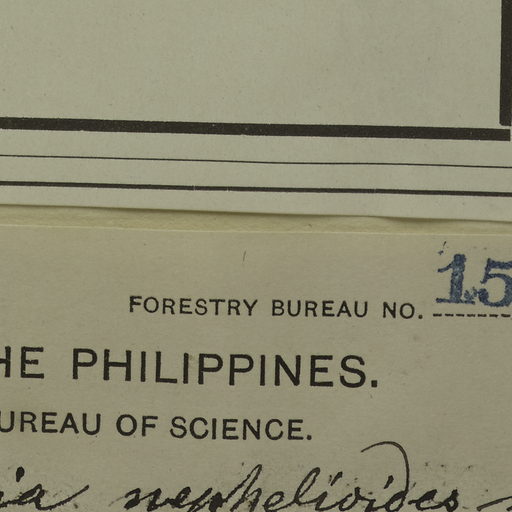 FORESTRY BUREAU NO. 15
HE PHILIPPINES.
UREAU OF SCIENCE.
ia nephelioides